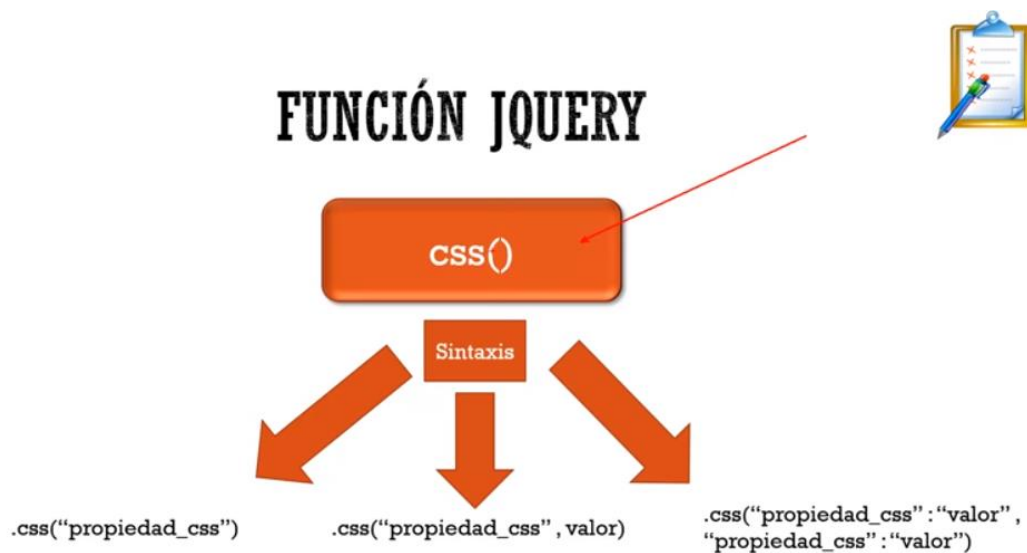 FUNCIÓN JQUERY
css()
Sintaxis
.css(“propiedad_css”)
.css(“propiedad_css” , valor)
.css(“propiedad_css” : “valor” ,
“propiedad_css” : “valor”)